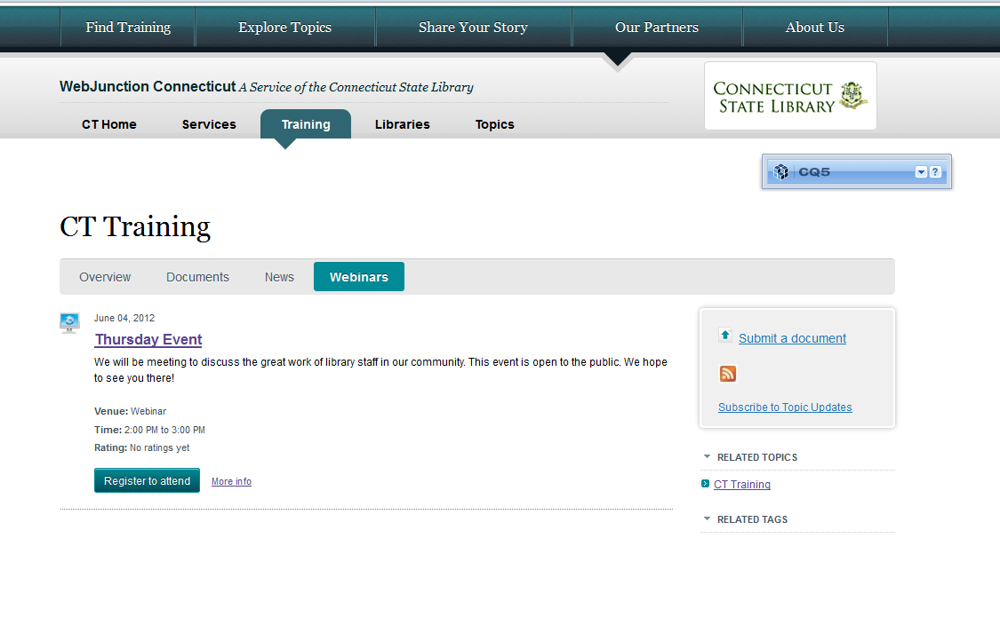 Find Training
Explore Topics
Share Your Story
Our Partners
About Us
WebJunction Connecticut A Service of the Connecticut State Library
CONNECTICUT
STATE LIBRARY
CT Home
Services
Training
Libraries
Topics
CQ5
?
CT Training
Overview
Documents
News
Webinars
June 04, 2012
Thursday Event
We will be meeting to discuss the great work of library staff in our community. This event is open to the public. We hope
to see you there!
Venue: Webinar
Time: 2:00 PM to 3:00 PM
Rating: No ratings yet
Register to attend
More info
Submit a document
Subscribe to Topic Updates
RELATED TOPICS
CT Training
RELATED TAGS